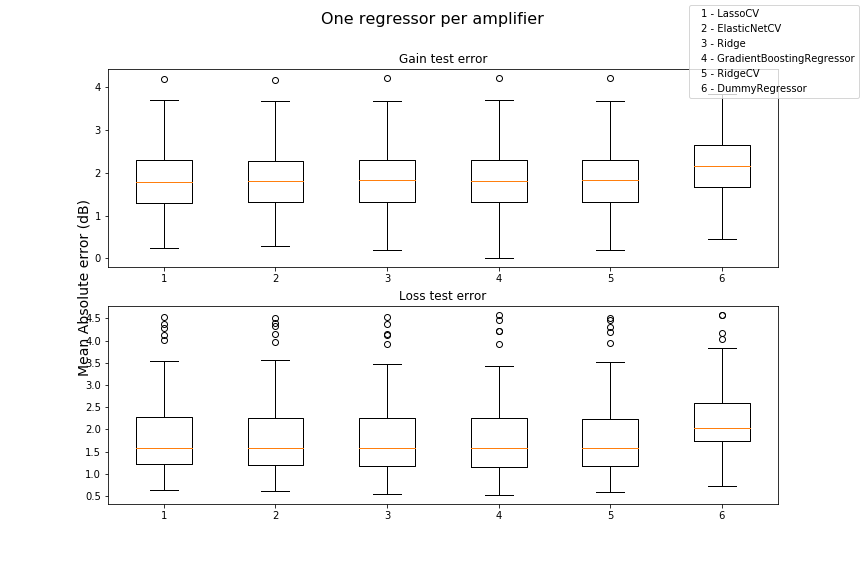 One regressor per amplifier
1 - LassoCV
2 - ElasticNetCV
3 - Ridge
4 - GradientBoostingRegressor
5 - RidgeCV
6 - DummyRegressor
Gain test error
4
3
2
1
0
1 2 3 4 5 6
Mean Absolute error (dB)
Loss test error
4.5
4.0
3.5
3.0
2.5
2.0
1.5
1.0
0.5
1 2 3 4 5 6